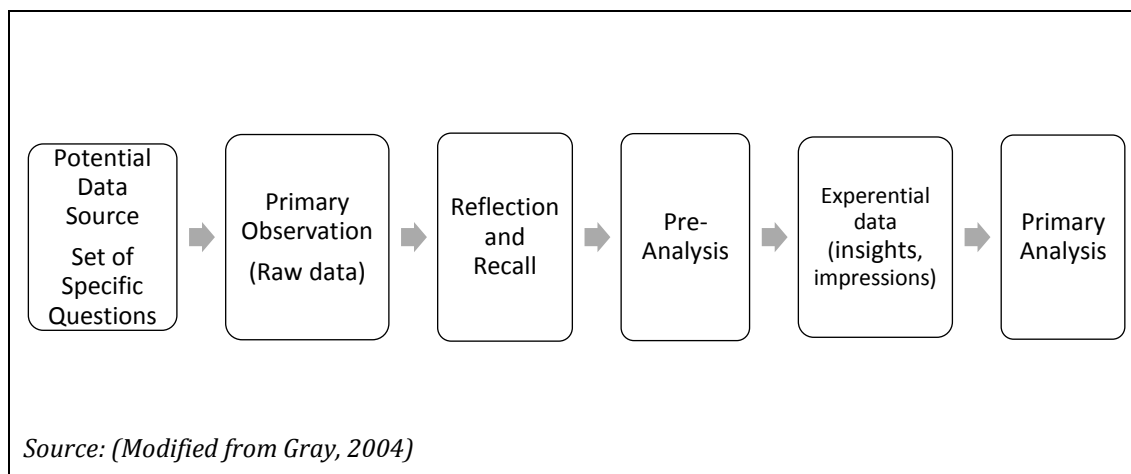 Potential
Data
Source
Set of
Specific
Questions
Primary
Observation
(Raw data)
Reflection
and
Recall
Pre-
Analysis
Experential
data
(insights,
impressions)
Primary
Analysis
Source: (Modified from Gray, 2004)